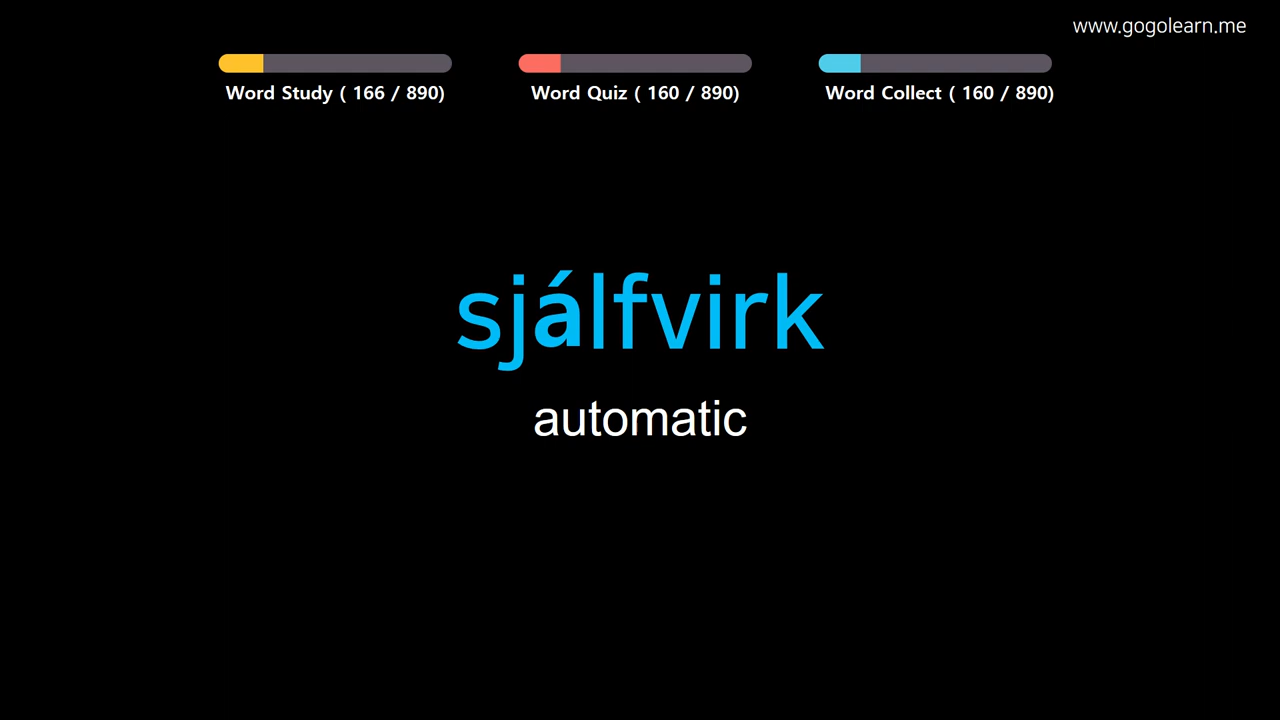 www.gogolearn.me
Word Study ( 166 / 890)
Word Quiz ( 160 / 890)
Word Collect ( 160 / 890)
sjálfvirk
automatic